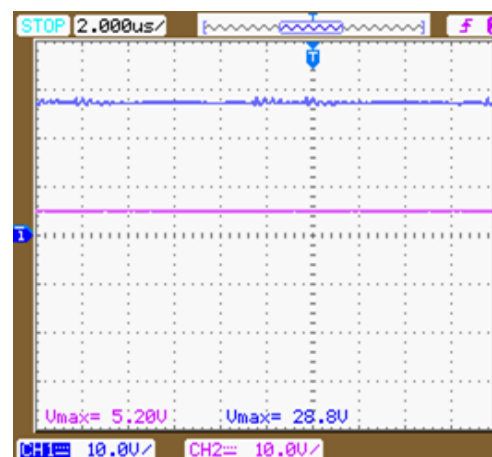 STOP 2.000us/
T
1
Vmax= 5.20V Vmax= 28.8V
CH1 10.0V/ CH2 10.0V/